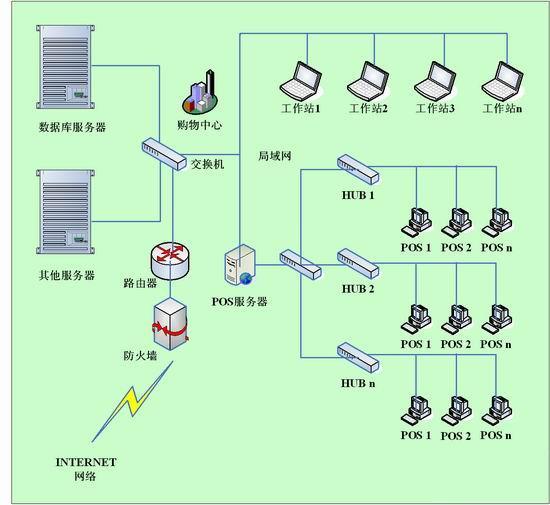 数据库服务器
购物中心
工作站1
工作站2
工作站3
工作站n
交换机
局域网
HUB 1
其他服务器
POS 1
POS 2
POS n
路由器
POS服务器
HUB 2
POS 1
POS 2
POS n
防火墙
HUB n
POS 1
POS 2
POS n
INTERNET
网络